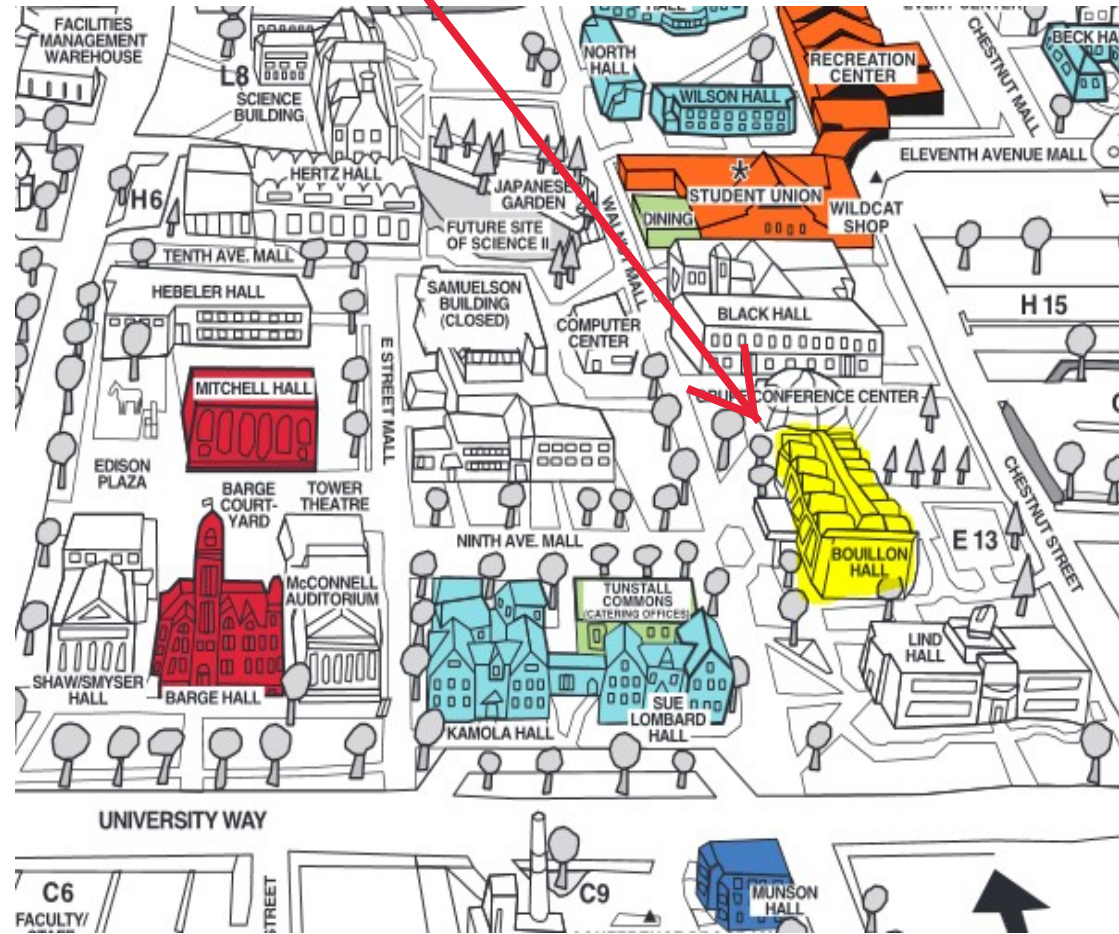 FACILITIES
MANAGEMENT
WAREHOUSE
L8
SCIENCE
BUILDING
NORTH
HALL
HALL
WILSON HALL
RECREATION
CENTER
CHESTNUT MALL
ELEVENTH AVENUE MALL
HERTZ HALL
H6
JAPANESE
GARDEN
FUTURE SITE
OF SCIENCE II
WALNUT MALL
DINING
*
STUDENT UNION
WILDCAT
SHOP
TENTH AVE. MALL
HEBELER HALL
SAMUELSON
BUILDING
(CLOSED)
COMPUTER
CENTER
BLACK HALL
H 15
MITCHELL HALL
E STREET MALL
CONFERENCE CENTER
EDISON
PLAZA
BARGE
COURT-
YARD
TOWER
THEATRE
NINTH AVE. MALL
BOUILLON
HALL
E 13
CHESTNUT STREET
McCONNELL
AUDITORIUM
TUNSTALL
COMMONS
(CATERING OFFICES)
LIND
HALL
SHAW/SMYSER
HALL
BARGE HALL
KAMOLA HALL
SUE
LOMBARD
HALL
UNIVERSITY WAY
C6
FACULTY/
STREET
C9
MUNSON
HALL